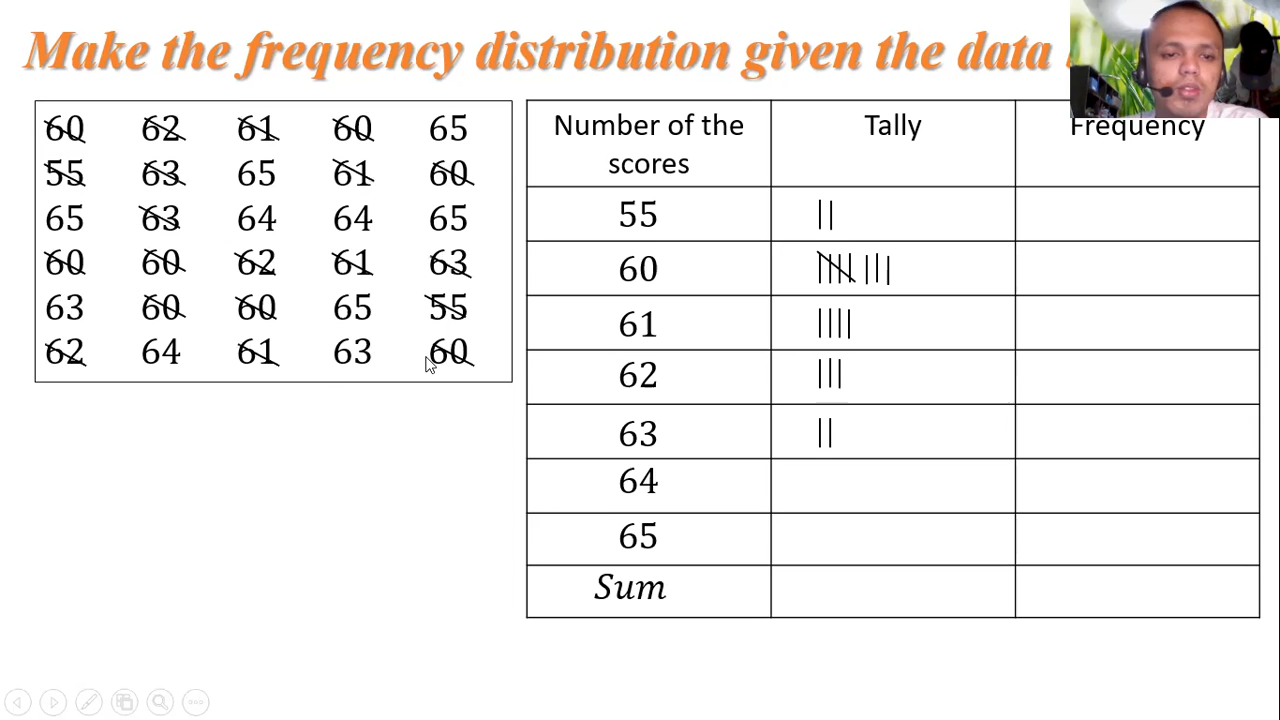 Make the frequency distribution given the data
60 62 61 60 65
55 63 65 61 60
65 63 64 64 65
60 60 62 61 63
63 60 60 65 55
62 64 61 63 60
Number of the scores Tally Frequency
55 ||
60 |||| |||
61 ||||
62 |||
63 ||
64
65
Sum